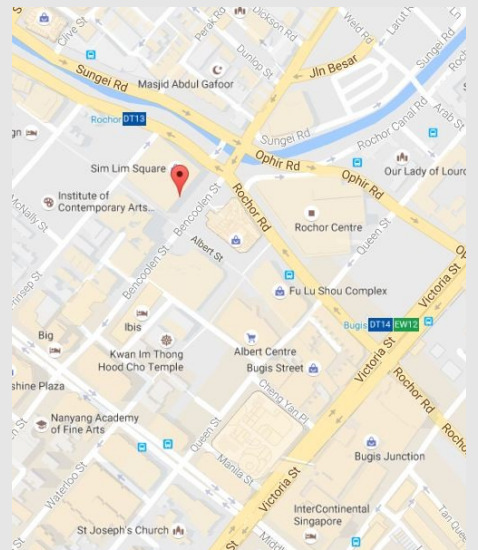 Clive St
Perak Rd
Dickson Rd
Weld Rd
Larut
Sungei Rd
Dunlop St
Jln Besar
Sungei Rd
Masjid Abdul Gafoor
Rochor DT13
Sungei Rd
Rochor Canal Rd
Arab St
Sim Lim Square
Ophir Rd
Ophir Rd
Our Lady of Lourd
Institute of
Contemporary Arts...
McNally St
Bencoolen St
Rochor Rd
Rochor Centre
Queen St
Albert St
Bencoolen St
Victoria St
Fu Lu Shou Complex
Ibis
Big
Bugis DT14 EW12
Kwan Im Thong
Hood Cho Temple
Albert Centre
Bugis Street
Victoria St
shine Plaza
Cheng Yan Pl
Rochor Rd
Nanyang Academy
of Fine Arts
Queen St
Manila St
Bugis Junction
Waterloo St
Victoria St
InterContinental
Singapore
St Joseph's Church